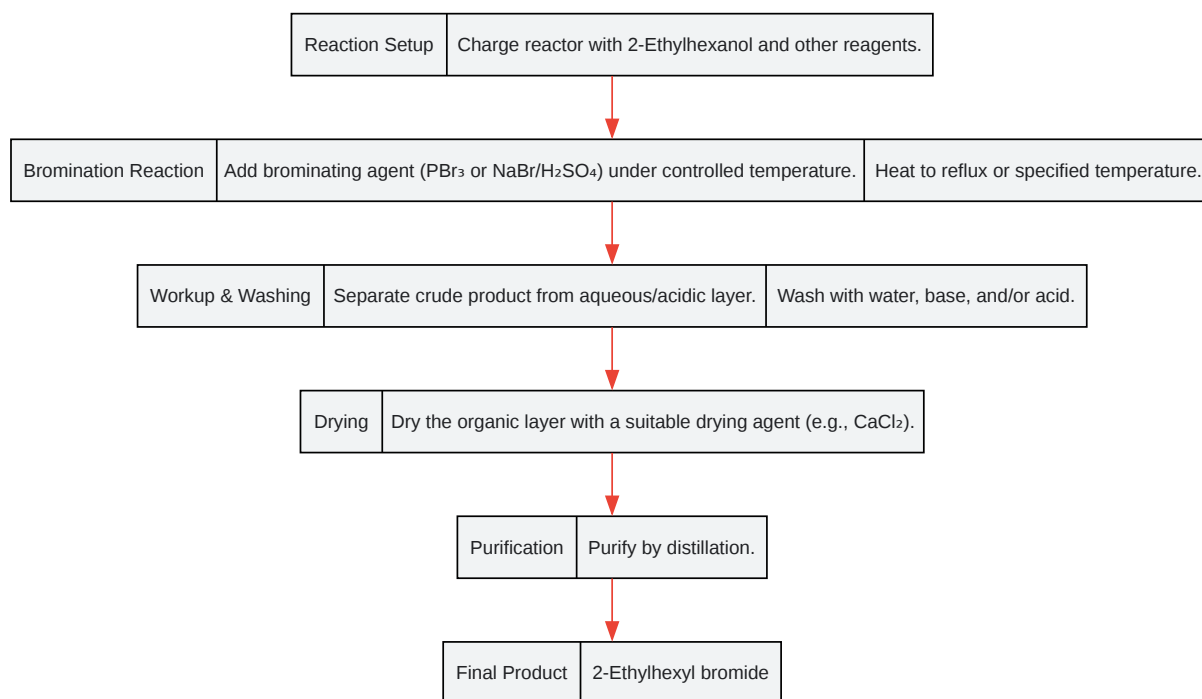 Reaction Setup
Charge reactor with 2-Ethylhexanol and other reagents.
Bromination Reaction
Add brominating agent (PBr₃ or NaBr/H₂SO₄) under controlled temperature.
Heat to reflux or specified temperature.
Workup & Washing
Separate crude product from aqueous/acidic layer.
Wash with water, base, and/or acid.
Drying
Dry the organic layer with a suitable drying agent (e.g., CaCl₂).
Purification
Purify by distillation.
Final Product
2-Ethylhexyl bromide